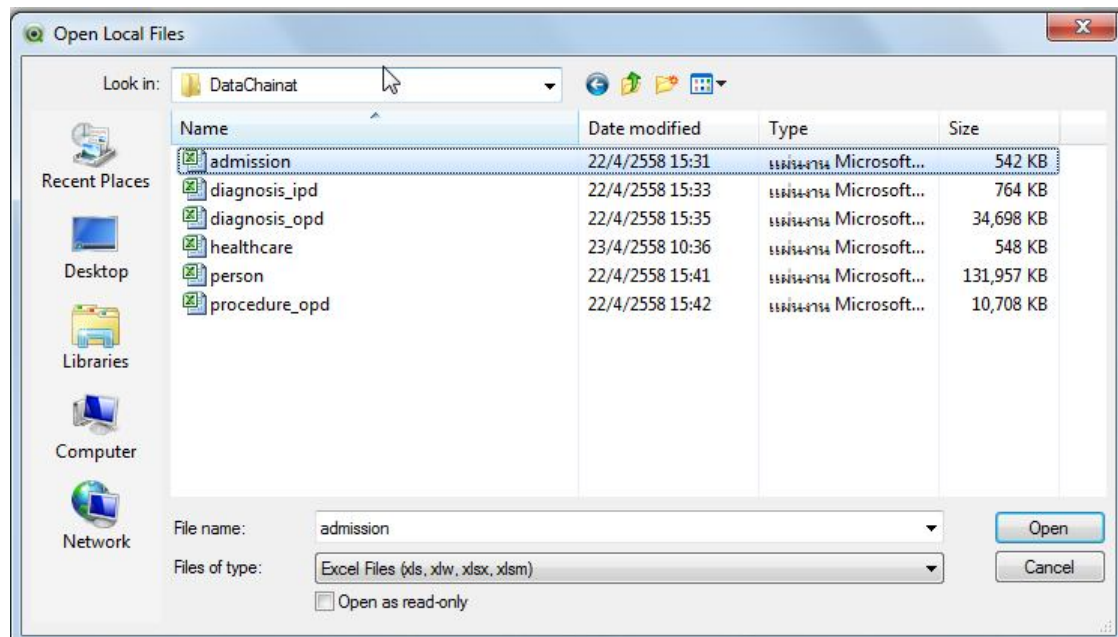 Open Local Files
Look in: DataChainat
Name Date modified Type Size
admission 22/4/2558 15:31 แผ่นงาน Microsoft... 542 KB
diagnosis_ipd 22/4/2558 15:33 แผ่นงาน Microsoft... 764 KB
diagnosis_opd 22/4/2558 15:35 แผ่นงาน Microsoft... 34,698 KB
healthcare 23/4/2558 10:36 แผ่นงาน Microsoft... 548 KB
person 22/4/2558 15:41 แผ่นงาน Microsoft... 131,957 KB
procedure_opd 22/4/2558 15:42 แผ่นงาน Microsoft... 10,708 KB
Recent Places
Desktop
Libraries
Computer
Network
File name: admission Open
Files of type: Excel Files (xls, xlw, xlsx, xlsm) Cancel
Open as read-only